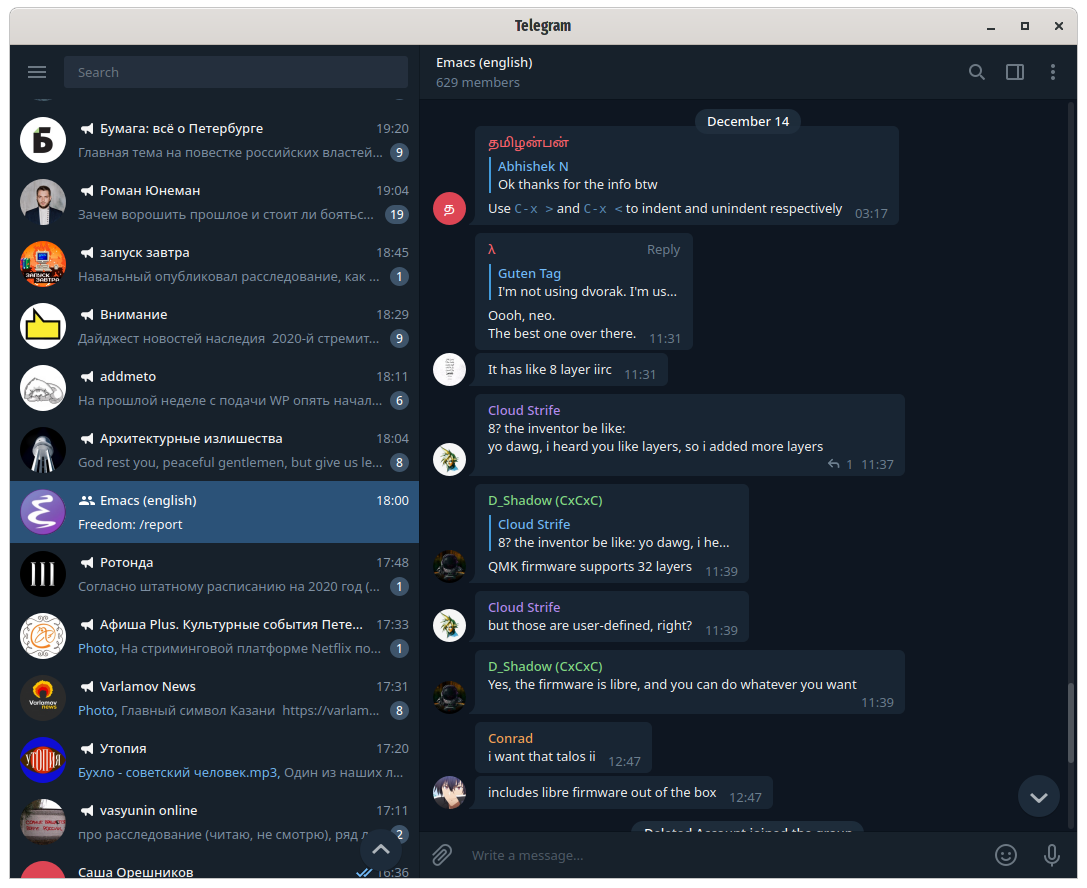 Telegram
Search
Бумага: всё о Петербурге 19:20
Главная тема на повестке российских властей... 9
Роман Юнеман 19:04
Зачем ворошить прошлое и стоит ли боятьс... 19
запуск завтра 18:45
Навальный опубликовал расследование, как ... 1
Внимание 18:29
Дайджест новостей наследия 2020-й стремит... 9
addmeto 18:11
На прошлой неделе с подачи WP опять начал... 6
Архитектурные излишества 18:04
God rest you, peaceful gentlemen, but give us le... 8
Emacs (english) 18:00
Freedom: /report
Ротонда 17:48
Согласно штатному расписанию на 2020 год (... 1
Афиша Plus. Культурные события Пете... 17:33
Photo, На стриминговой платформе Netflix по... 1
Varlamov News 17:31
Photo, Главный символ Казани https://varlam... 8
Утопия 17:20
Бухло - советский человек.mp3, Один из наших л...
vasyunin online 17:11
про расследование (читаю, не смотрю), ряд 2
Саша Орешников 16:36
Emacs (english)
629 members
December 14
தமிழன்பன்
Abhishek N
Ok thanks for the info btw
த
Use C-x > and C-x < to indent and unindent respectively 03:17
λ Reply
Guten Tag
I'm not using dvorak. I'm us...
Oooh, neo.
The best one over there. 11:31
It has like 8 layer iirc 11:31
Cloud Strife
8? the inventor be like:
yo dawg, i heard you like layers, so i added more layers
1 11:37
D_Shadow (CxCxC)
Cloud Strife
8? the inventor be like: yo dawg, i he...
QMK firmware supports 32 layers 11:39
Cloud Strife
but those are user-defined, right? 11:39
D_Shadow (CxCxC)
Yes, the firmware is libre, and you can do whatever you want
11:39
Conrad
i want that talos ii 12:47
includes libre firmware out of the box 12:47
Deleted Account joined the group
Write a message...